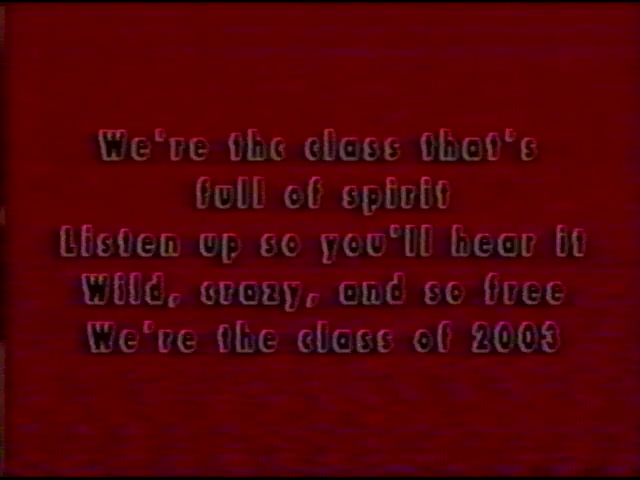 We're the class that's
full of spirit
Listen up so you'll hear it
Wild, crazy, and so free
We're the class of 2003